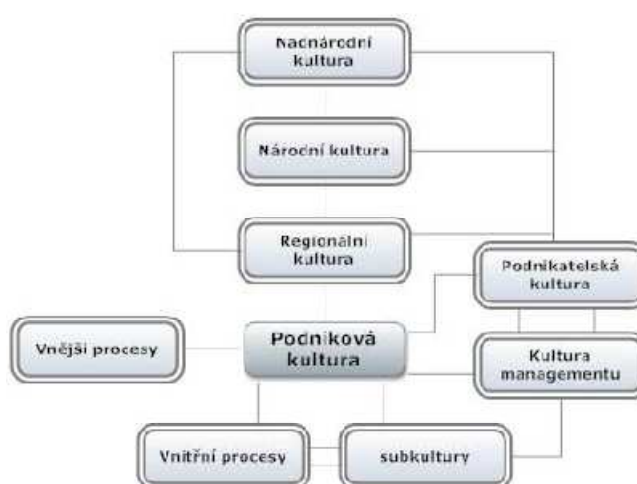 Nadnárodní
kultura
Národní kultura
Regionální
kultura
Podnikatelská
kultura
Vnější procesy
Podniková
kultura
Kultura
managementu
Vnitřní procesy
subkultury